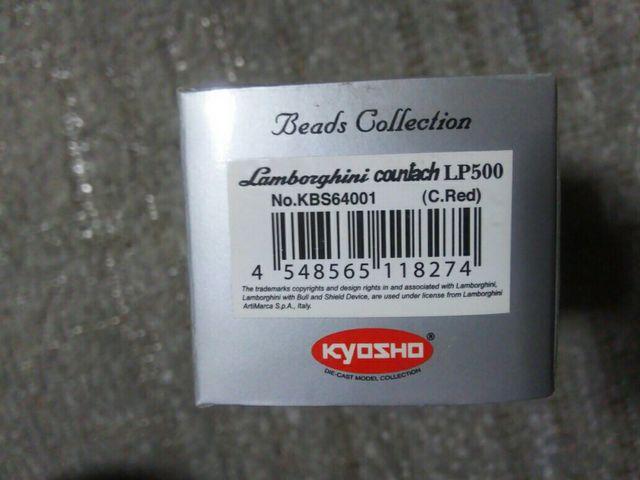 Beads Collection
Lamborghini countach LP500
No.KBS64001 (C.Red)
4 548565 118274
The trademarks copyrights and design rights in and associated with Lamborghini,
Lamborghini with Bull and Shield Device, are used under license from Lamborghini
ArtiMarca S.p.A., Italy.
KYOSHO®
DIE-CAST MODEL COLLECTION